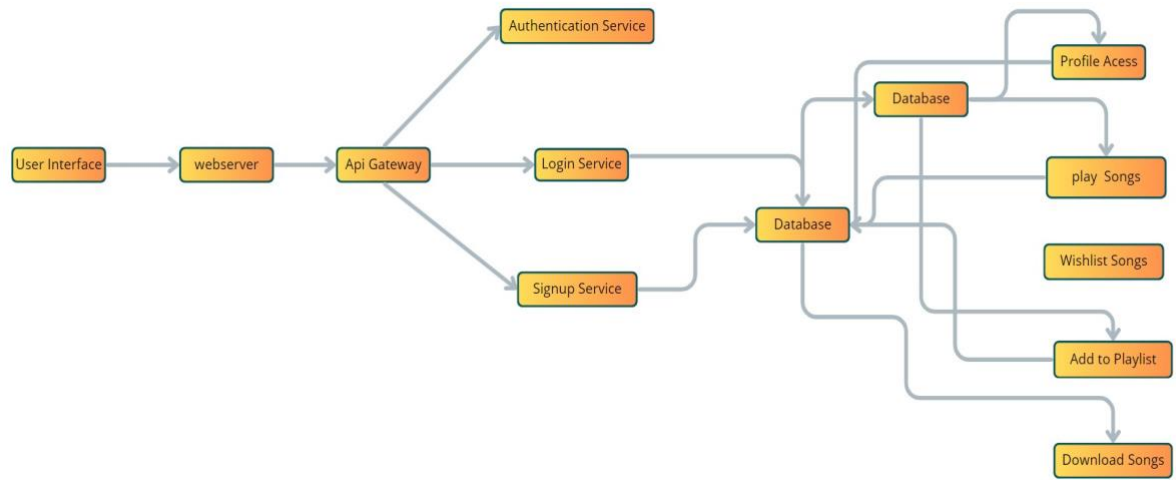 Authentication Service
Profile Acess
Database
User Interface
webserver
Api Gateway
Login Service
play Songs
Database
Wishlist Songs
Signup Service
Add to Playlist
Download Songs